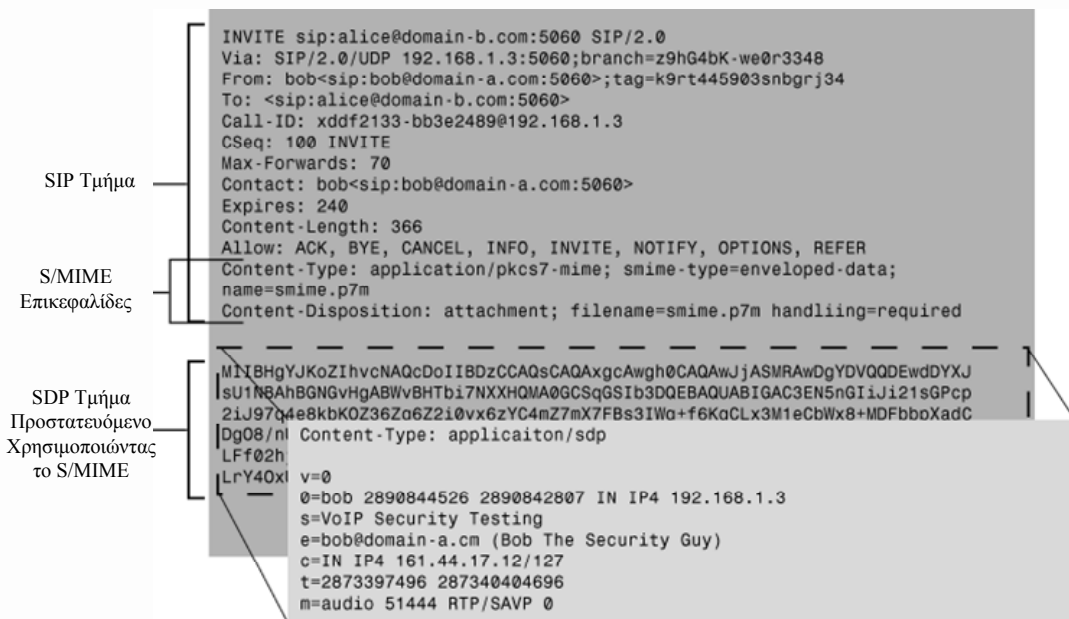 INVITE sip:alice@domain-b.com:5060 SIP/2.0
Via: SIP/2.0/UDP 192.168.1.3:5060;branch=z9hG4bK-we0r3348
From: bob<sip:bob@domain-a.com:5060>;tag=k9rt445903snbgrj34
To: <sip:alice@domain-b.com:5060>
Call-ID: xddf2133-bb3e2489@192.168.1.3
CSeq: 100 INVITE
Max-Forwards: 70
SIP Τμήμα
Contact: bob<sip:bob@domain-a.com:5060>
Expires: 240
Content-Length: 366
Allow: ACK, BYE, CANCEL, INFO, INVITE, NOTIFY, OPTIONS, REFER
S/MIME
Επικεφαλίδες
Content-Type: application/pkcs7-mime; smime-type=enveloped-data;
name=smime.p7m
Content-Disposition: attachment; filename=smime.p7m handliing=required
SDP Τμήμα
Προστατευόμενο
Χρησιμοποιώντας
το S/MIME
MIIBHgYJKoZIhvcNAQcDoIIBDzCCAQsCAQAxgcAwgh0CAQAwJjASMRAwDgYDVQQDEwdDYXJ
sU1NBAhBGNGvHgABWvBHTbi7NXXHQMA0GCSqGSIb3DQEBAQUABIGAC3EN5nGIiJi21sGPcp
2iJ97q4e8kbKOZ36Zg6Z2i0vx6zYC4mZ7mX7FBs3IWg+f6KgCLx3M1eCbWx8+MDFbbpXadC
Content-Type: applicaiton/sdp
v=0
0=bob 2890844526 2890842807 IN IP4 192.168.1.3
s=VoIP Security Testing
e=bob@domain-a.cm (Bob The Security Guy)
c=IN IP4 161.44.17.12/127
t=2873397496 287340404696
m=audio 51444 RTP/SAVP 0